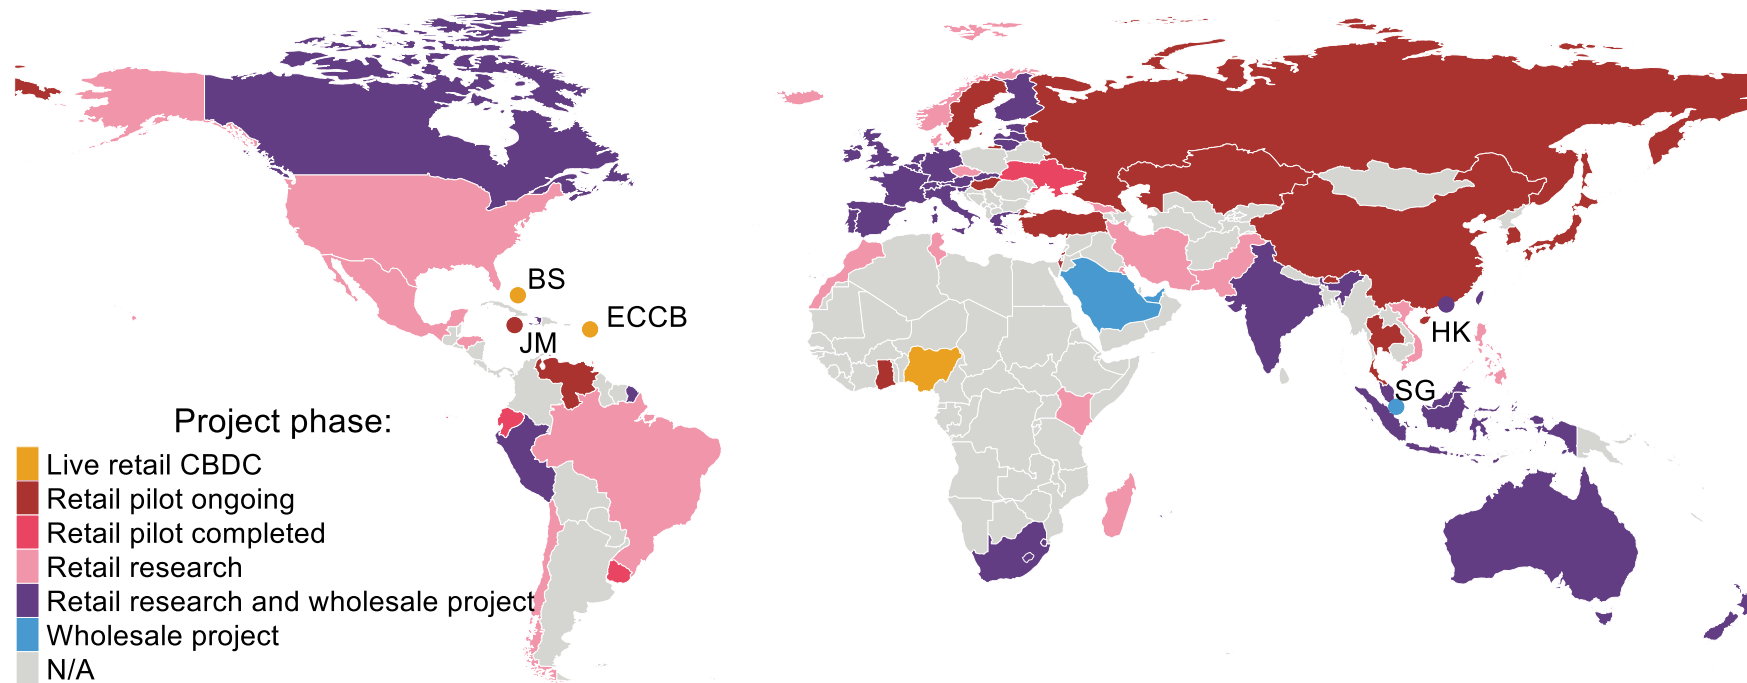 BS
ECCB
JM
HK
SG
Project phase:
Live retail CBDC
Retail pilot ongoing
Retail pilot completed
Retail research
Retail research and wholesale project
Wholesale project
N/A